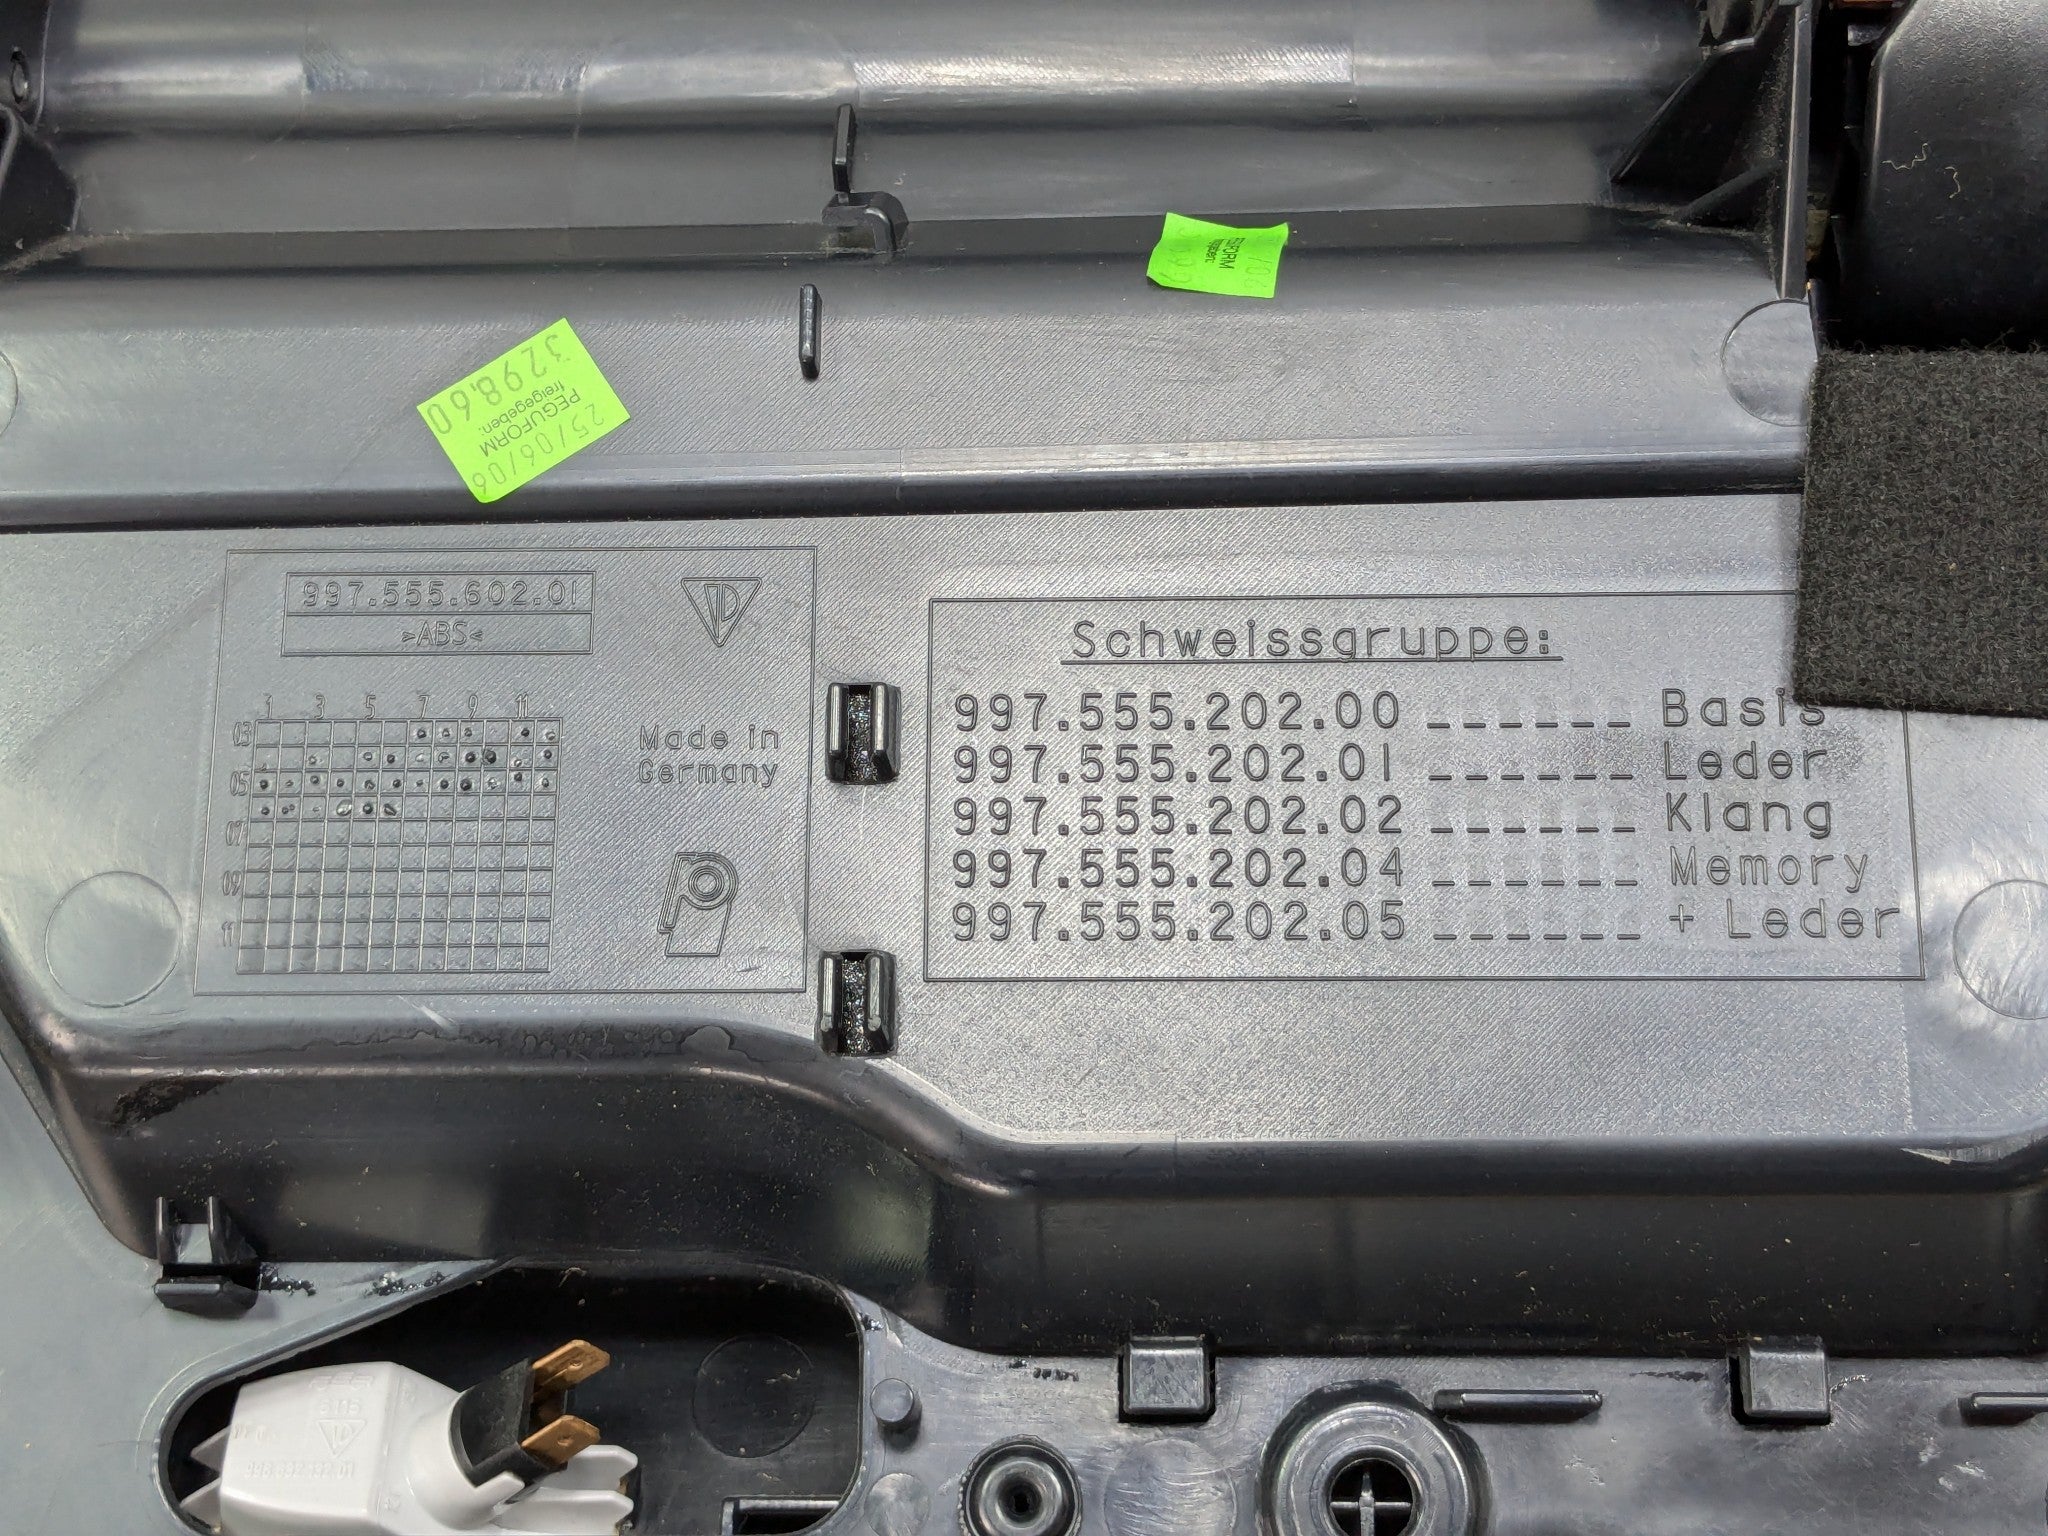 3298.60
freigegeben.
PEGUFORM
25/06/06
997.555.602.01
>ABS<
1 3 5 7 9 11
03
05
07
09
11
Made in
Germany
Schweissgruppe:
997.555.202.00 ______ Basis
997.555.202.01 ______ Leder
997.555.202.02 ______ Klang
997.555.202.04 ______ Memory
997.555.202.05 ______ + Leder